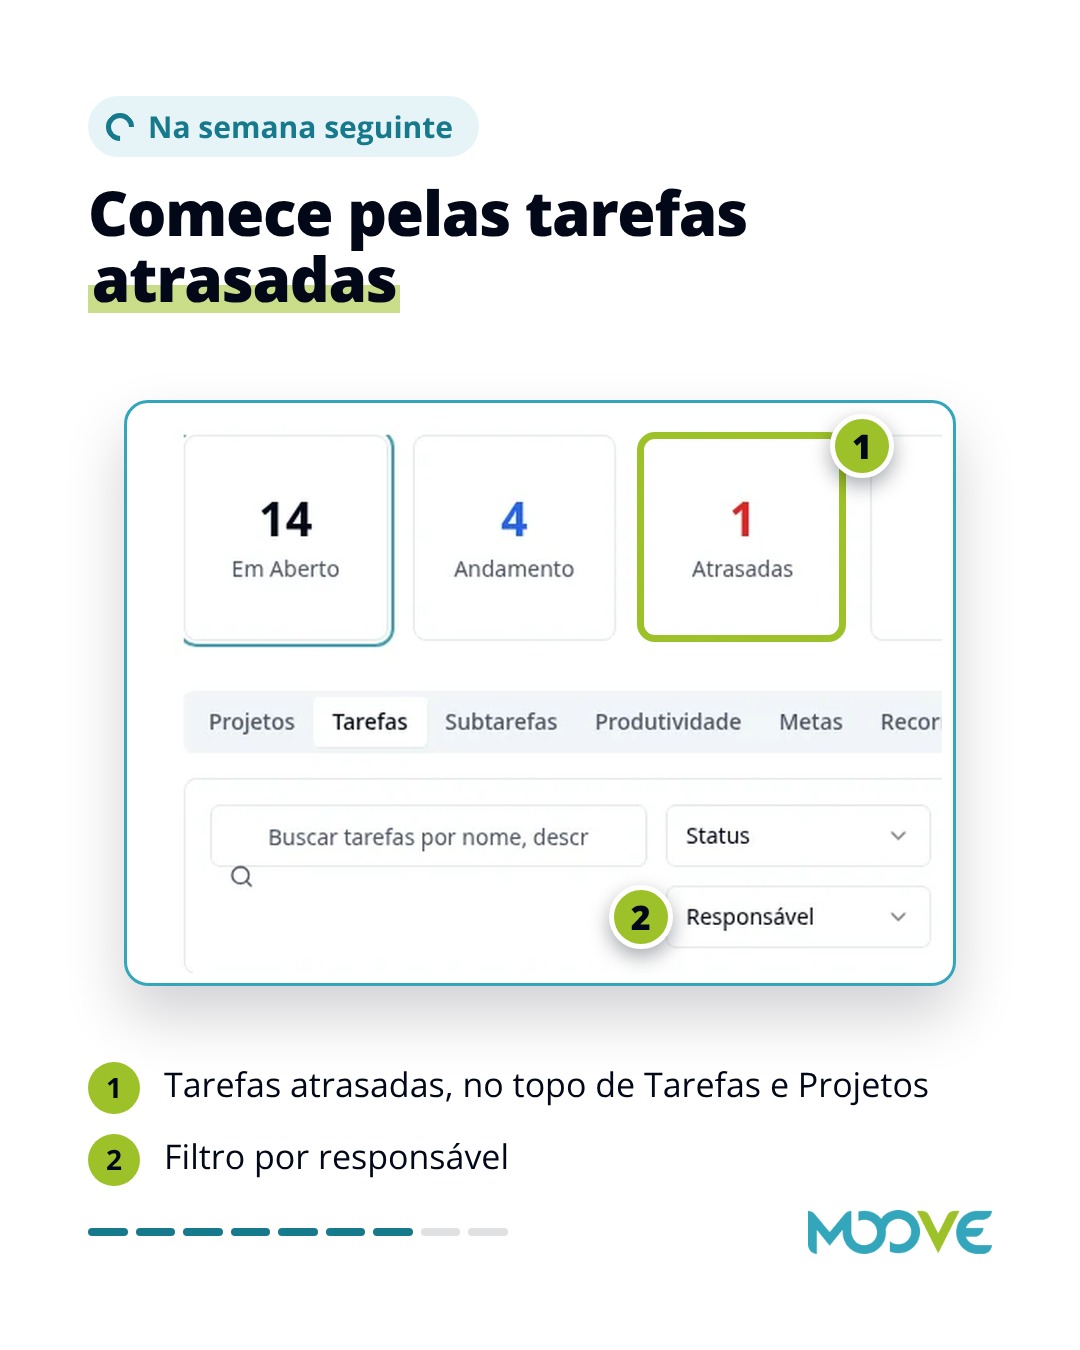 Na semana seguinte
Comece pelas tarefas
atrasadas
14
Em Aberto
4
Andamento
1
Atrasadas
1
Projetos
Tarefas
Subtarefas
Produtividade
Metas
Recor
Buscar tarefas por nome, descr
Status
2
Responsável
1 Tarefas atrasadas, no topo de Tarefas e Projetos
2 Filtro por responsável
MOOVE